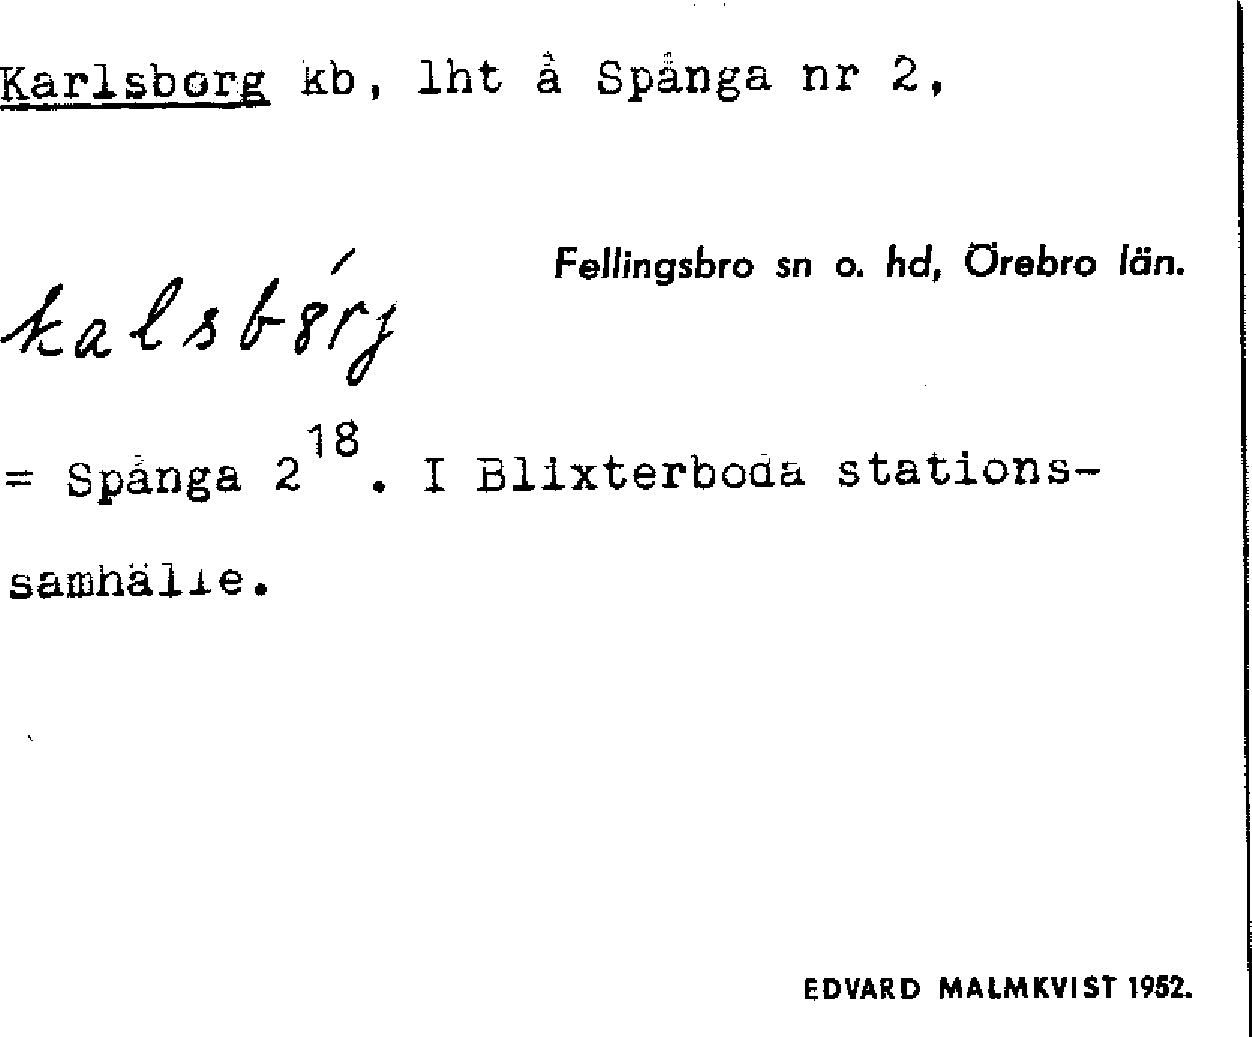 Karlsborg kb, lht å Spånga nr 2,
Fellingsbro sn o. hd, Örebro län.
kalsbörj
= Spånga 2¹⁸. I Blixterboda stations-
samhälle.
EDVARD MALMKVIST 1952.